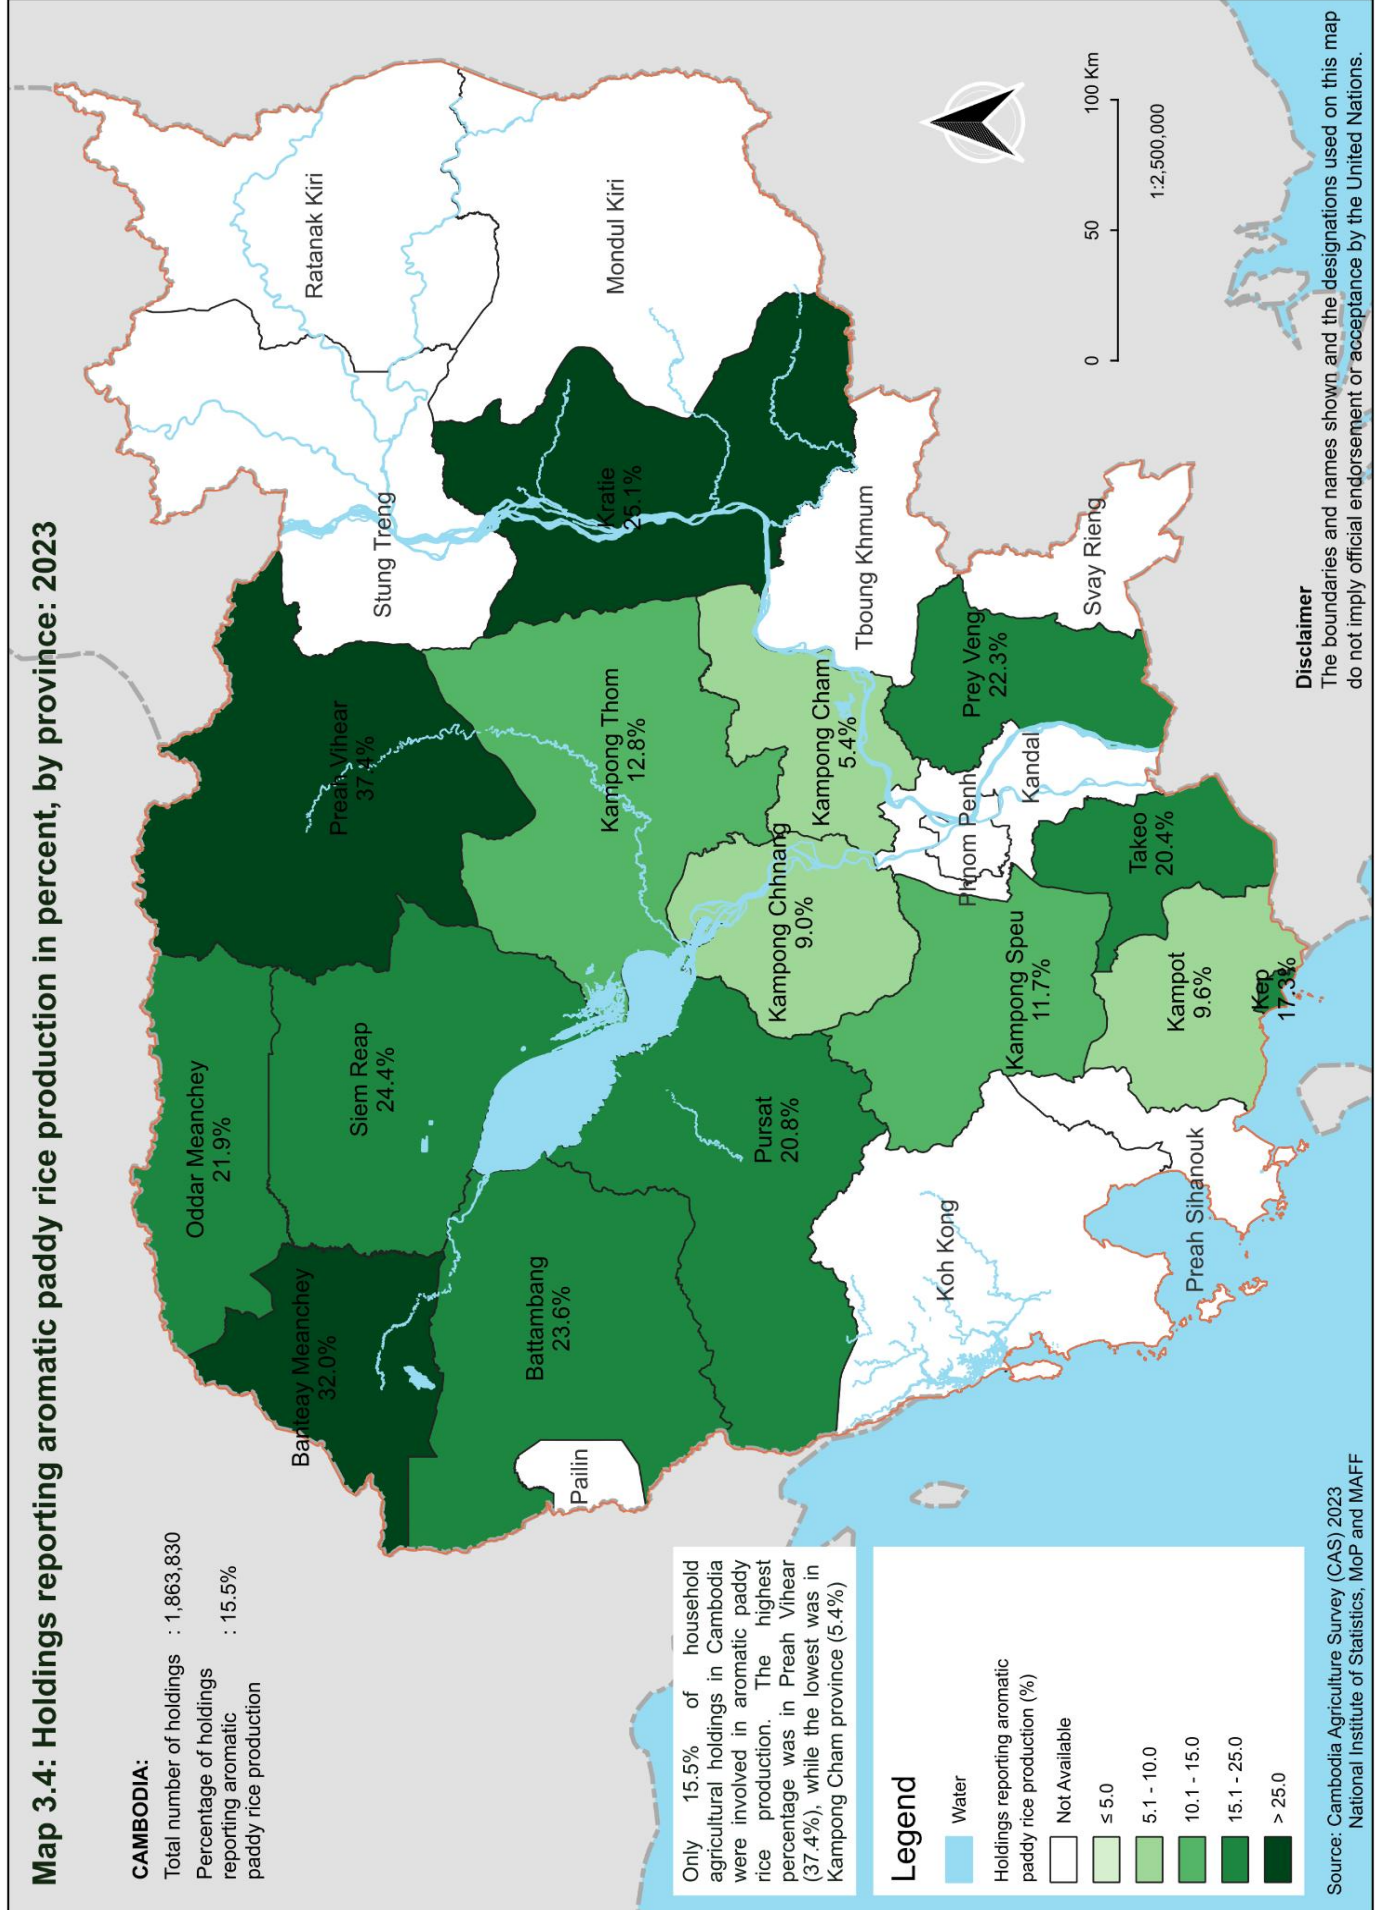 Map 3.4: Holdings reporting aromatic paddy rice production in percent, by province: 2023
CAMBODIA:
Total number of holdings : 1,863,830
Percentage of holdings
reporting aromatic : 15.5%
paddy rice production
Ratanak Kiri
Stung Treng
Preah Vihear
37.4%
Oddar Meanchey
21.9%
Siem Reap
24.4%
Banteay Meanchey
32.0%
Mondul Kiri
Kratie
25.1%
Kampong Thom
12.8%
Battambang
23.6%
Pailin
Tboung Khmum
Kampong Cham
5.4%
Kampong Chhnang
9.0%
Pursat
20.8%
Prey Veng
22.3%
Svay Rieng
Phnom Penh
Kandal
Kampong Speu
11.7%
Koh Kong
Takeo
20.4%
Kampot
9.6%
Kep
17.3%
Preah Sihanouk
Only 15.5% of household
agricultural holdings in Cambodia
were involved in aromatic paddy
rice production. The highest
percentage was in Preah Vihear
(37.4%), while the lowest was in
Kampong Cham province (5.4%)
Legend
Water
Holdings reporting aromatic
paddy rice production (%)
Not Available
≤ 5.0
5.1 - 10.0
10.1 - 15.0
15.1 - 25.0
> 25.0
0 50 100 Km
1:2,500,000
Disclaimer
The boundaries and names shown and the designations used on this map
do not imply official endorsement or acceptance by the United Nations.
Source: Cambodia Agriculture Survey (CAS) 2023
National Institute of Statistics, MoP and MAFF